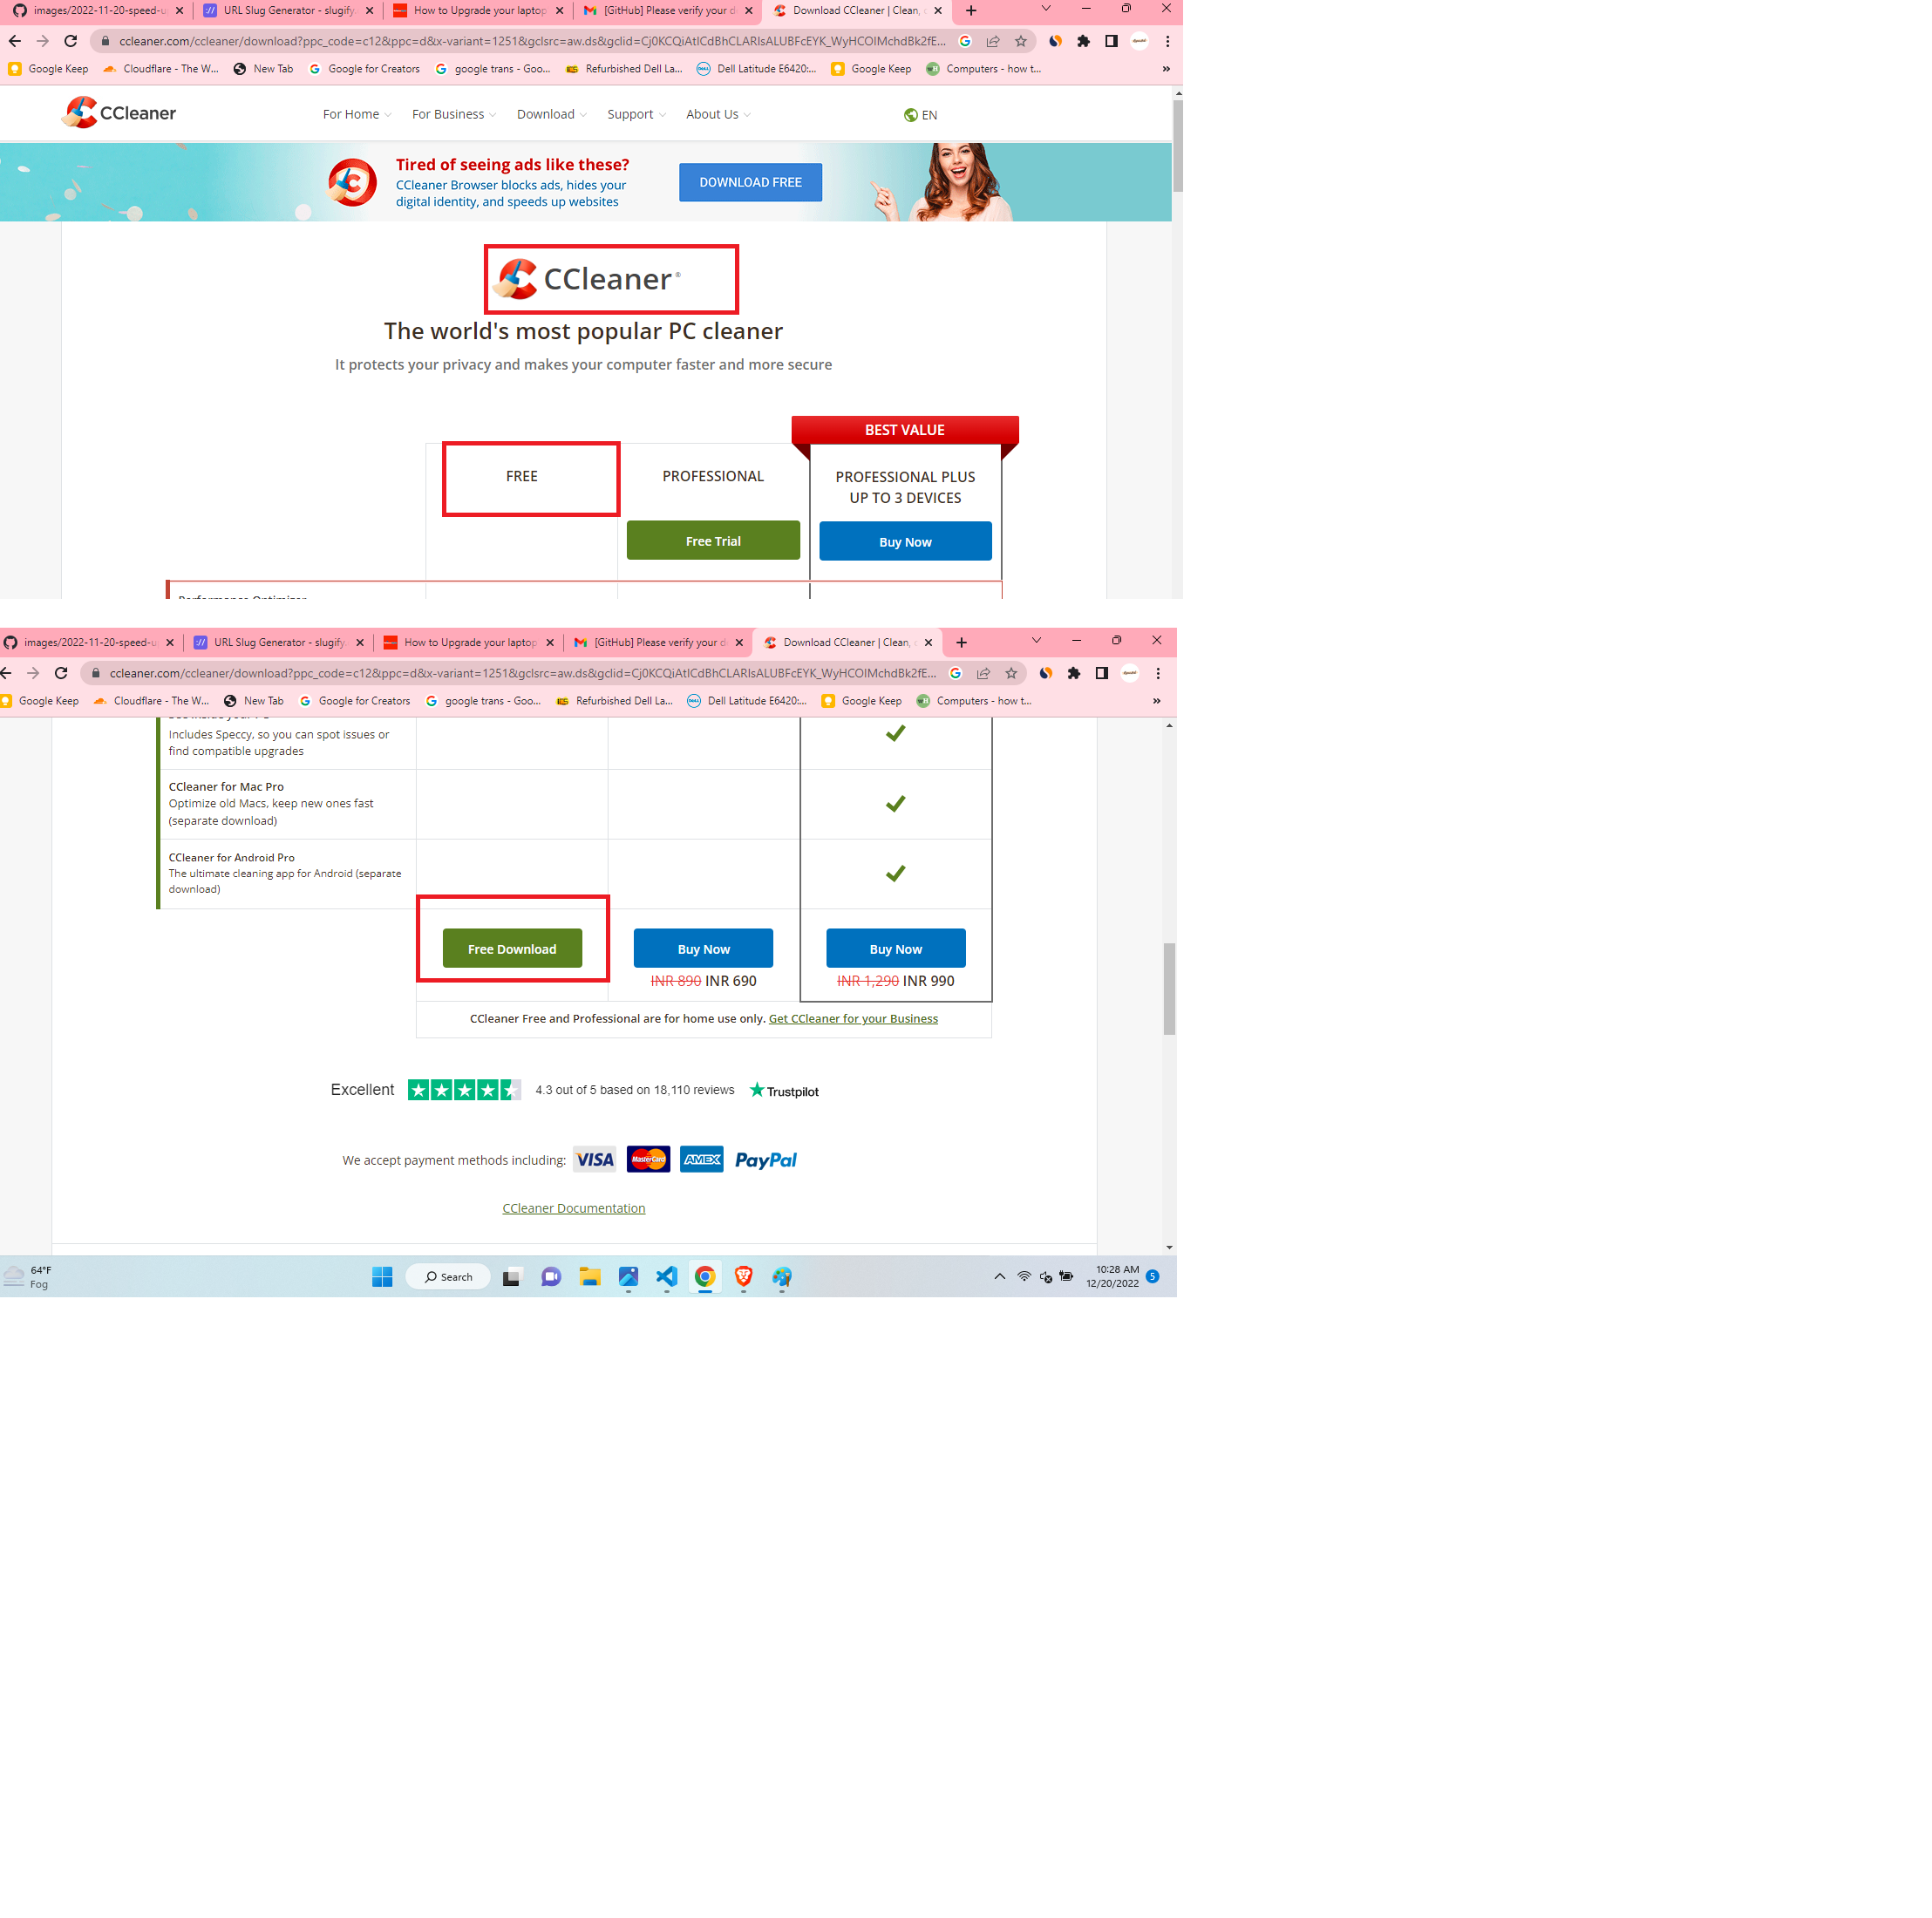 images/2022-11-20-speed-u
URL Slug Generator - slugify.
How to Upgrade your laptop
[GitHub] Please verify your d
Download CCleaner | Clean,
ccleaner.com/ccleaner/download?ppc_code=c12&ppc=d&x-variant=1251&gclsrc=aw.ds&gclid=Cj0KCQiAtICdBhCLARIsALUBFcEYK_WyHCOIMchdBk2fE...
Google Keep
Cloudflare - The W...
New Tab
Google for Creators
google trans - Goo...
Refurbished Dell La...
Dell Latitude E6420:...
Google Keep
Computers - how t...
»
CCleaner
For Home
For Business
Download
Support
About Us
EN
Tired of seeing ads like these?
CCleaner Browser blocks ads, hides your
digital identity, and speeds up websites
DOWNLOAD FREE
CCleaner®
The world's most popular PC cleaner
It protects your privacy and makes your computer faster and more secure
BEST VALUE
FREE
PROFESSIONAL
PROFESSIONAL PLUS
UP TO 3 DEVICES
Free Trial
Buy Now
Performance Optimizer
images/2022-11-20-speed-u
URL Slug Generator - slugify.
How to Upgrade your laptop
[GitHub] Please verify your d
Download CCleaner | Clean,
ccleaner.com/ccleaner/download?ppc_code=c12&ppc=d&x-variant=1251&gclsrc=aw.ds&gclid=Cj0KCQiAtICdBhCLARIsALUBFcEYK_WyHCOIMchdBk2fE...
Google Keep
Cloudflare - The W...
New Tab
Google for Creators
google trans - Goo...
Refurbished Dell La...
Dell Latitude E6420:...
Google Keep
Computers - how t...
»
See inside your PC
Includes Speccy, so you can spot issues or
find compatible upgrades
CCleaner for Mac Pro
Optimize old Macs, keep new ones fast
(separate download)
CCleaner for Android Pro
The ultimate cleaning app for Android (separate
download)
Free Download
Buy Now
Buy Now
INR 890 INR 690
INR 1,290 INR 990
CCleaner Free and Professional are for home use only. Get CCleaner for your Business
Excellent
4.3 out of 5 based on 18,110 reviews
Trustpilot
We accept payment methods including:
VISA
MasterCard
AMEX
PayPal
CCleaner Documentation
64°F
Fog
Search
10:28 AM
12/20/2022
5